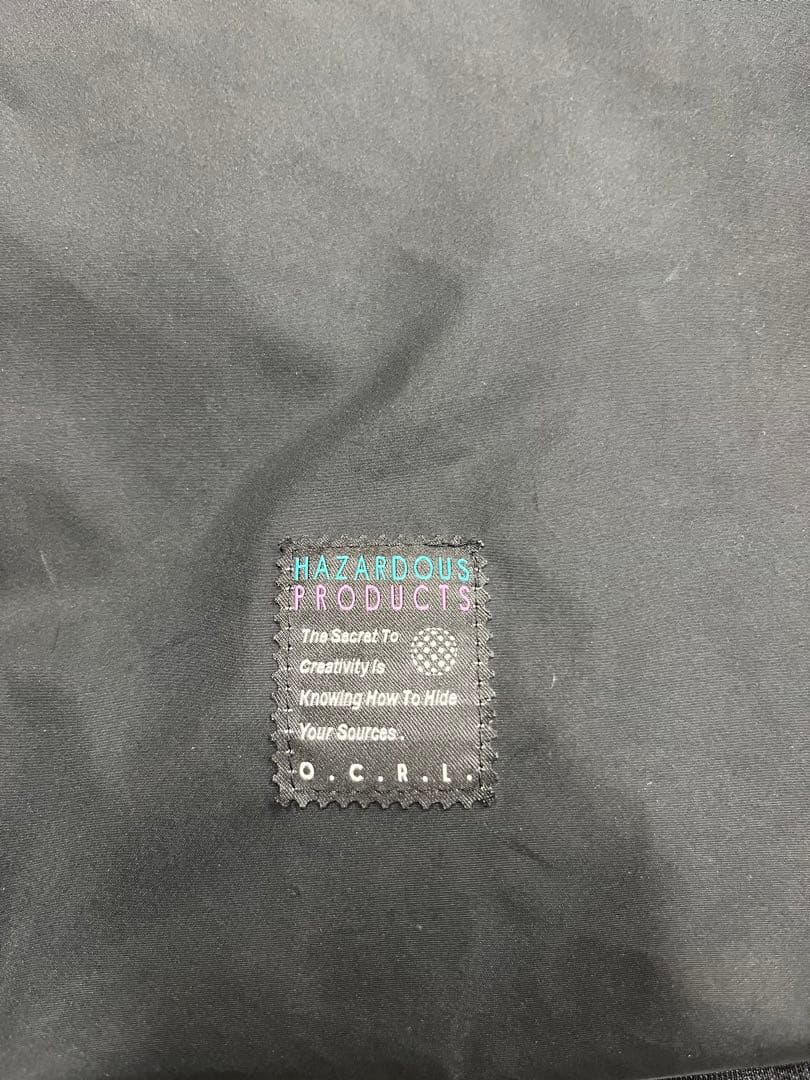 HAZARDOUS
PRODUCTS
The Secret To
Creativity Is
Knowing How To Hide
Your Sources..
O.C.R.L.